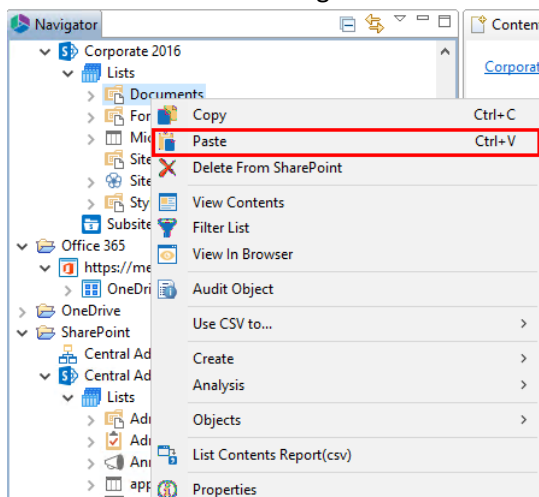 Navigator
Conten
Corporate 2016
Corporat
Lists
Documents
For
Copy Ctrl+C
Mic
Paste Ctrl+V
Site
Delete From SharePoint
Site
Sty
View Contents
Subsite
Filter List
Office 365
View In Browser
https://me
OneDri
Audit Object
OneDrive
Use CSV to...
SharePoint
Central Ad
Create
Central Ad
Analysis
Lists
Adı
Objects
Adı
List Contents Report(csv)
Anı
app
Properties